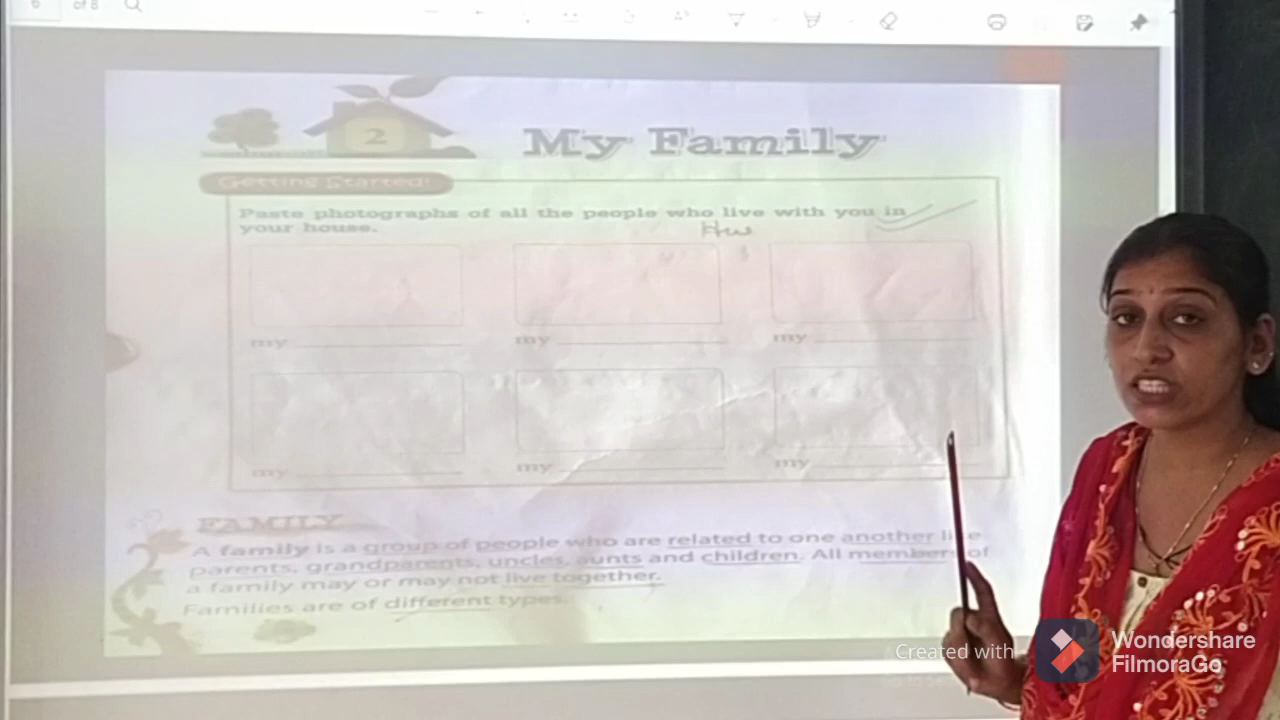 6 of 8
2
My Family
Getting Started!
Paste photographs of all the people who live with you in
your house.
Hw
my my my
my my my
FAMILY
A family is a group of people who are related to one another like
parents, grandparents, uncles, aunts and children. All members of
a family may or may not live together.
Families are of different types.
Created with
Wondershare
FilmoraGo